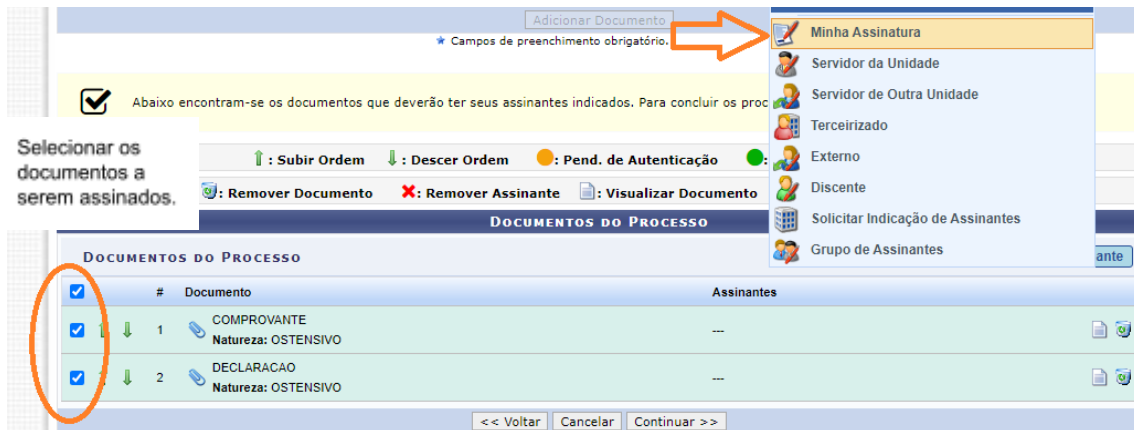 Adicionar Documento
Campos de preenchimento obrigatório.
Minha Assinatura
Servidor da Unidade
Servidor de Outra Unidade
Terceirizado
Externo
Discente
Solicitar Indicação de Assinantes
Grupo de Assinantes
Abaixo encontram-se os documentos que deverão ter seus assinantes indicados. Para concluir os proc
Selecionar os
documentos a
serem assinados.
: Subir Ordem : Descer Ordem : Pend. de Autenticação :
: Remover Documento : Remover Assinante : Visualizar Documento
DOCUMENTOS DO PROCESSO
DOCUMENTOS DO PROCESSO
ante
# Documento Assinantes
1 COMPROVANTE ---
Natureza: OSTENSIVO
2 DECLARACAO ---
Natureza: OSTENSIVO
<< Voltar Cancelar Continuar >>